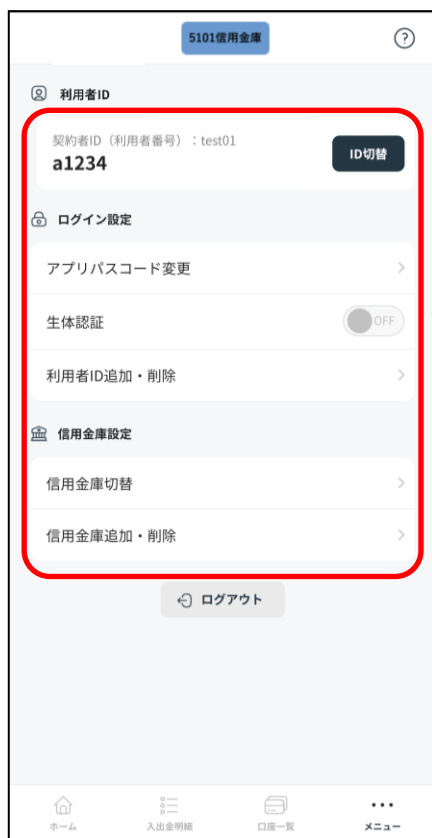 5101信用金庫
?
利用者ID
契約者ID（利用者番号）：test01
a1234
ID切替
ログイン設定
アプリパスコード変更
生体認証
OFF
利用者ID追加・削除
信用金庫設定
信用金庫切替
信用金庫追加・削除
ログアウト
ホーム
入出金明細
口座一覧
メニュー